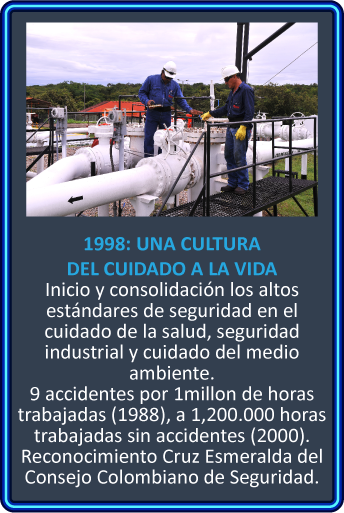 1998: UNA CULTURA
DEL CUIDADO A LA VIDA
Inicio y consolidación los altos
estándares de seguridad en el
cuidado de la salud, seguridad
industrial y cuidado del medio
ambiente.
9 accidentes por 1millon de horas
trabajadas (1988), a 1,200.000 horas
trabajadas sin accidentes (2000).
Reconocimiento Cruz Esmeralda del
Consejo Colombiano de Seguridad.